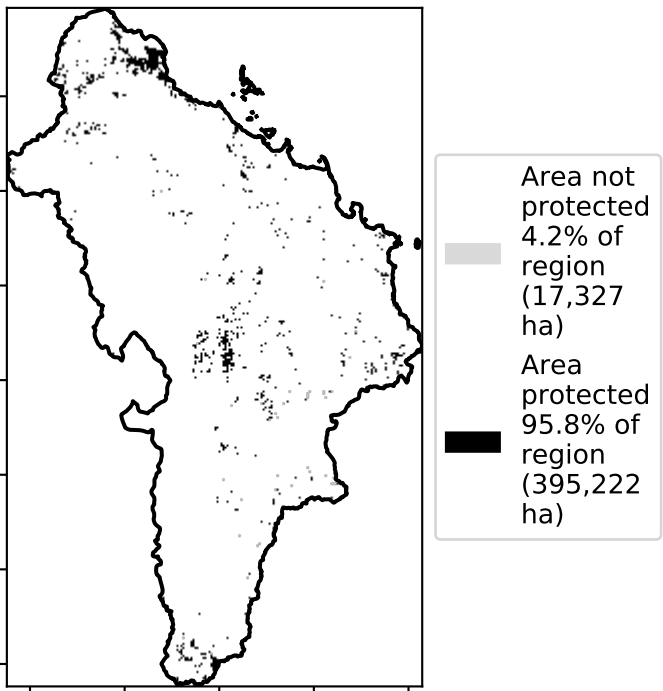 Area not
protected
4.2% of
region
(17,327
ha)
Area
protected
95.8% of
region
(395,222
ha)